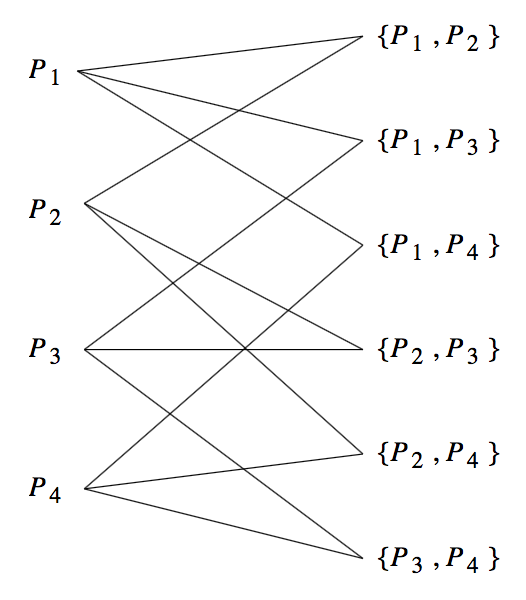 {P1 , P2 }
P1
{P1 , P3 }
P2
{P1 , P4 }
P3
{P2 , P3 }
{P2 , P4 }
P4
{P3 , P4 }